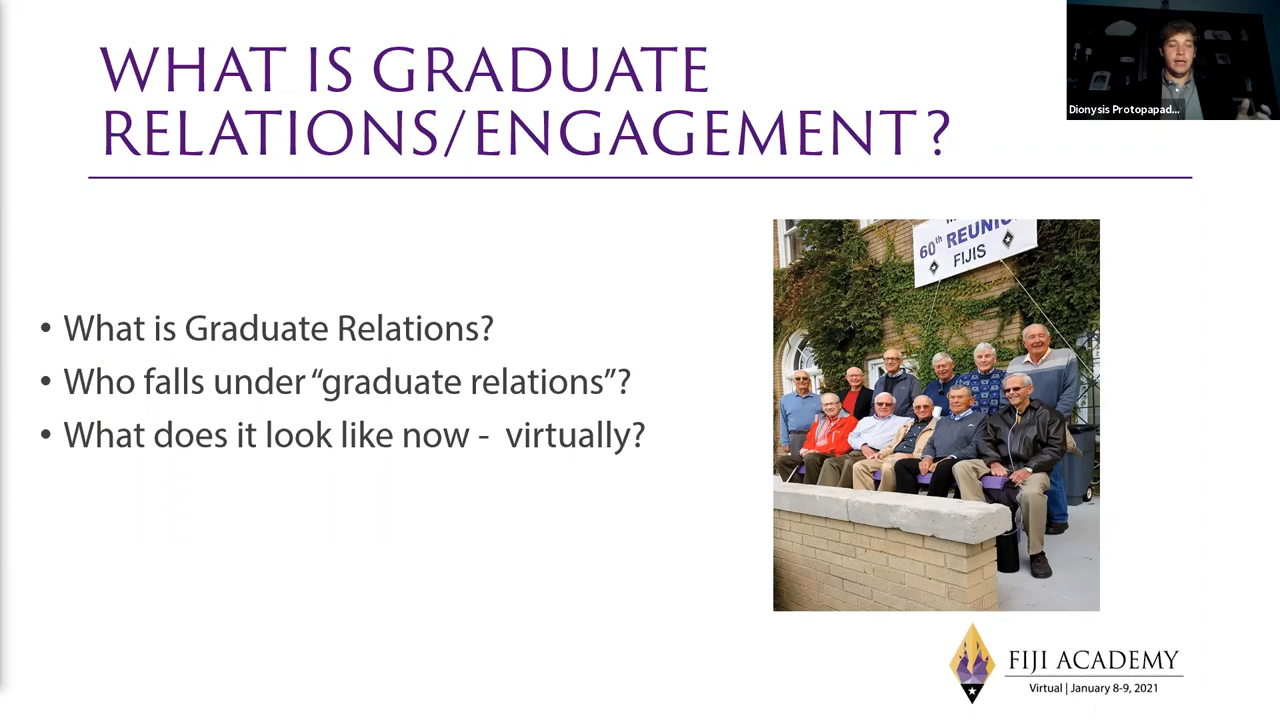 WHAT IS GRADUATE
RELATIONS/ENGAGEMENT?
Dionysis Protopapad...
• What is Graduate Relations?
• Who falls under “graduate relations”?
• What does it look like now - virtually?
60th REUNIO
FIJIS
FIJI ACADEMY
Virtual | January 8-9, 2021